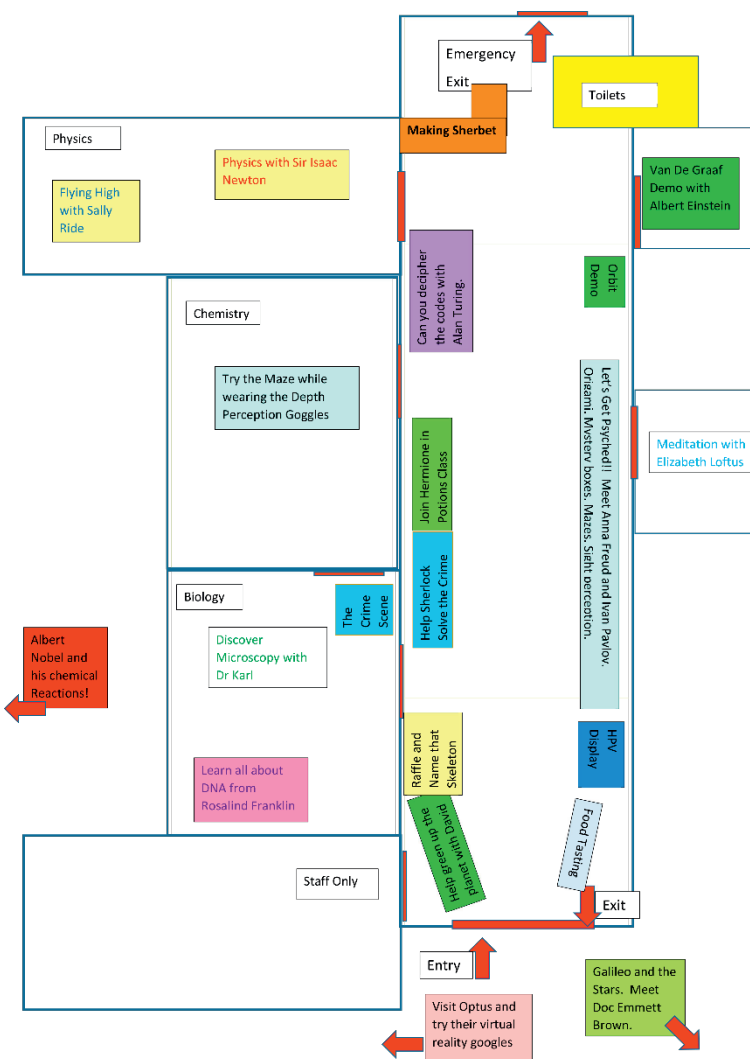 Emergency
Exit
Toilets
Making Sherbet
Physics
Physics with Sir Isaac
Newton
Flying High
with Sally
Ride
Van De Graaf
Demo with
Albert Einstein
Can you decipher
the codes with
Alan Turing.
Orbit
Demo
Chemistry
Try the Maze while
wearing the Depth
Perception Goggles
Let's Get Psyched!! Meet Anna Freud and Ivan Pavlov.
Origami. Mystery boxes. Mazes. Sight perception.
Meditation with
Elizabeth Loftus
Join Hermione in
Potions Class
Help Sherlock
Solve the Crime
Biology
The
Crime
Scene
Discover
Microscopy with
Dr Karl
Albert
Nobel and
his chemical
Reactions!
Learn all about
DNA from
Rosalind Franklin
Raffle and
Name that
Skeleton
HPV
Display
Help green up the
planet with David
Food Tasting
Staff Only
Exit
Entry
Visit Optus and
try their virtual
reality googles
Galileo and the
Stars. Meet
Doc Emmett
Brown.